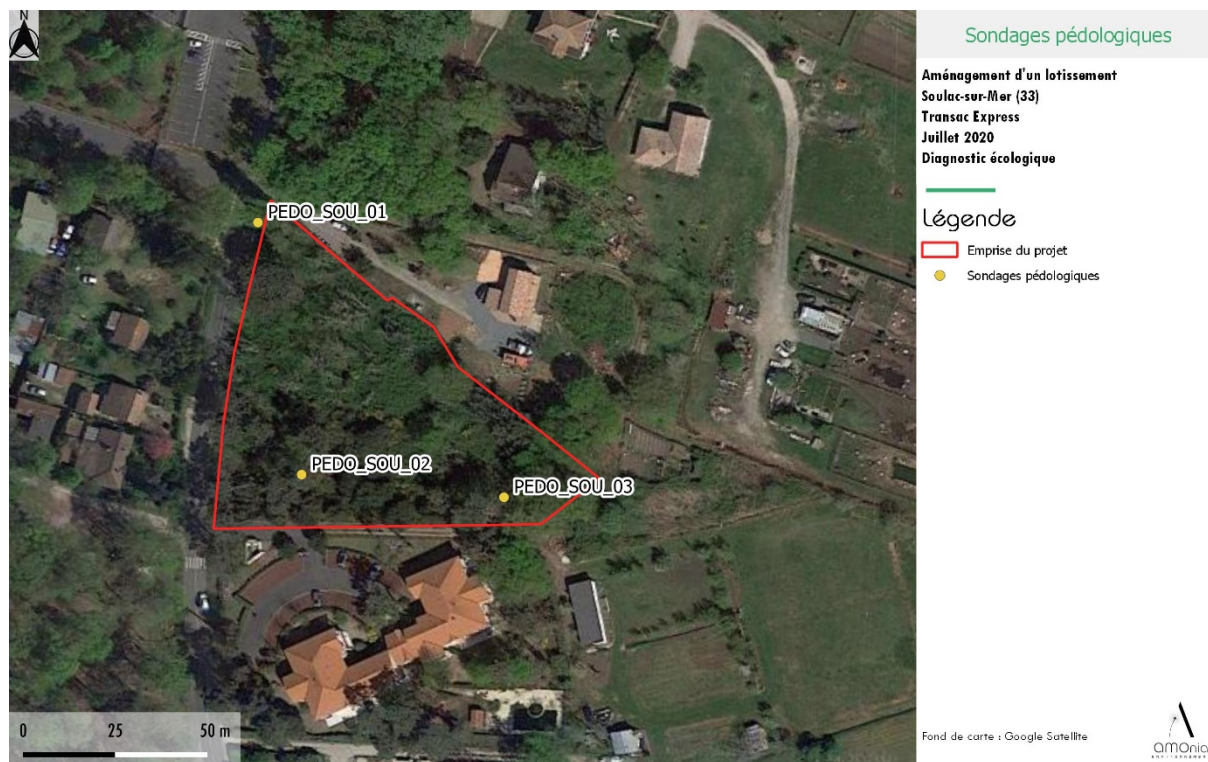 N
Sondages pédologiques
Aménagement d'un lotissement
Soulac-sur-Mer (33)
Transac Express
Juillet 2020
Diagnostic écologique
Légende
Emprise du projet
Sondages pédologiques
PEDO_SOU_01
PEDO_SOU_02
PEDO_SOU_03
0 25 50 m
Fond de carte : Google Satellite
amonia
ENVIRONNEMENT